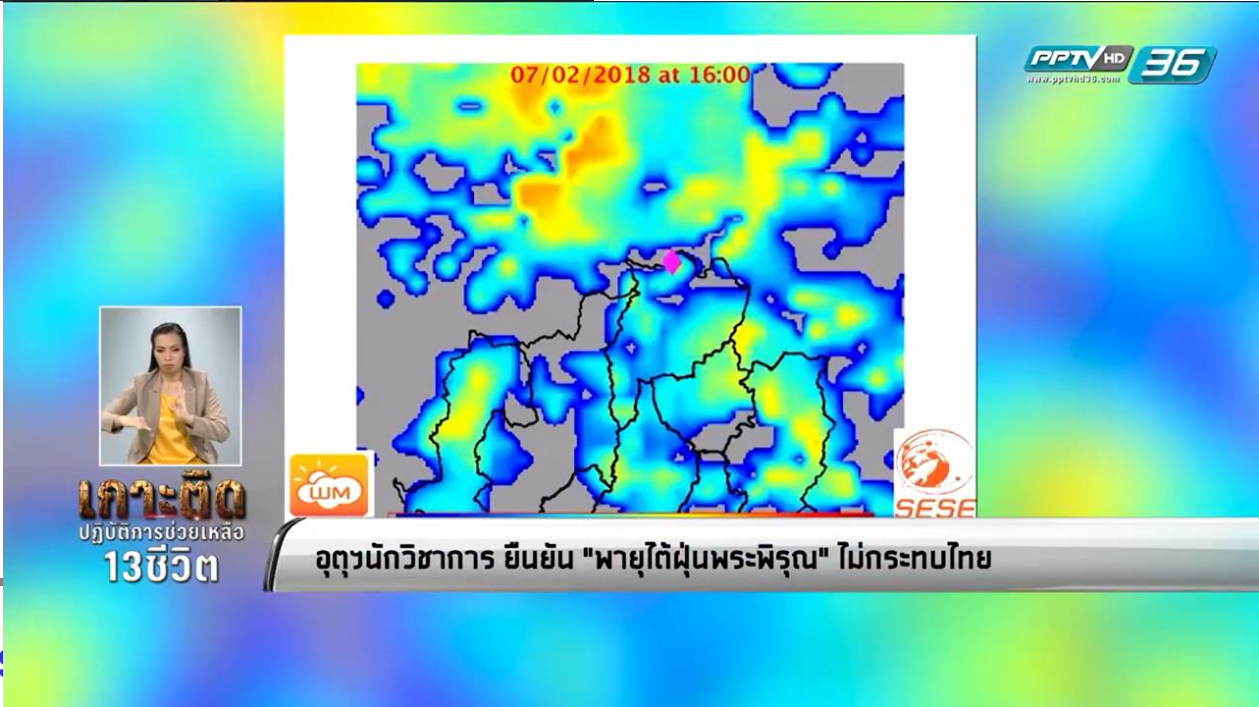 07/02/2018 at 16:00
PPTV HD 36
www.pptvhd36.com
WM
SESE
เกาะติด
ปฏิบัติการช่วยเหลือ
13ชีวิต
อุตุฯนักวิชาการ ยืนยัน "พายุไต้ฝุ่นพระพิรุณ" ไม่กระทบไทย